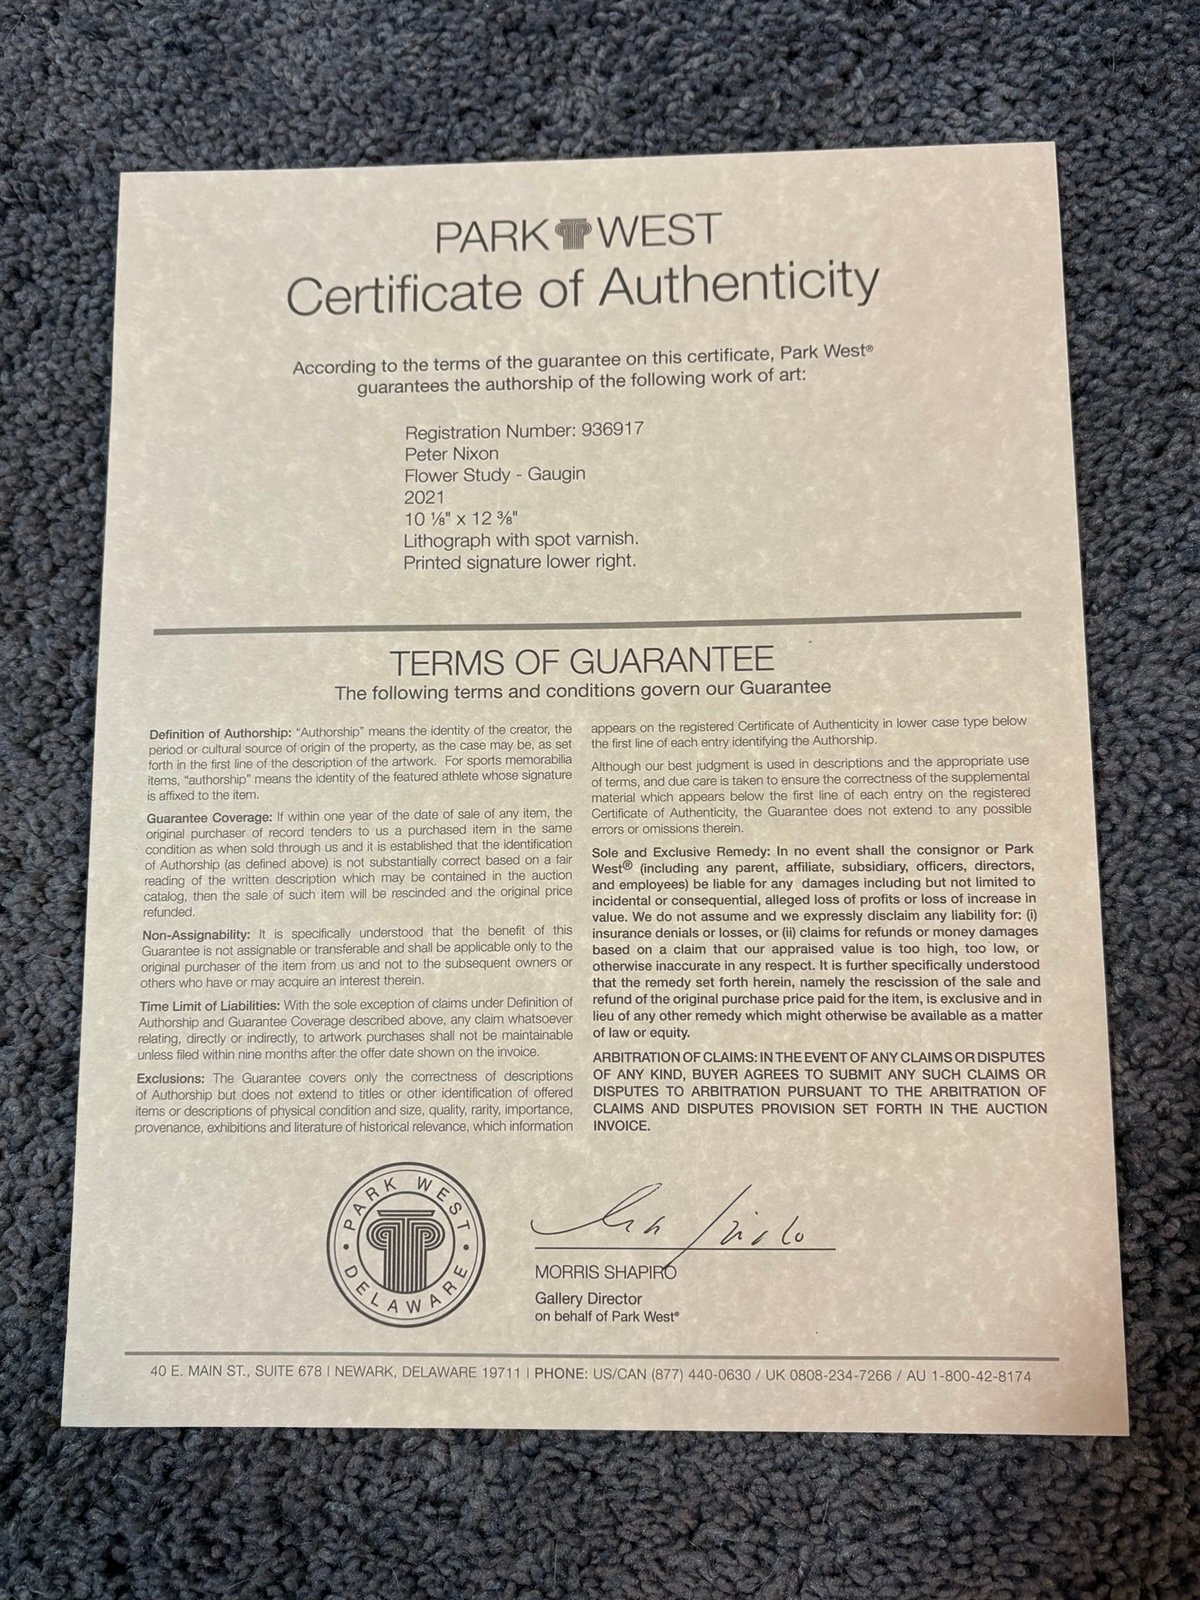 PARK WEST
Certificate of Authenticity
According to the terms of the guarantee on this certificate, Park West®
guarantees the authorship of the following work of art:
Registration Number: 936917
Peter Nixon
Flower Study - Gaugin
2021
10 ⅛" x 12 ⅜"
Lithograph with spot varnish.
Printed signature lower right.
TERMS OF GUARANTEE
The following terms and conditions govern our Guarantee
Definition of Authorship: "Authorship" means the identity of the creator, the
period or cultural source of origin of the property, as the case may be, as set
forth in the first line of the description of the artwork. For sports memorabilia
items, "authorship" means the identity of the featured athlete whose signature
is affixed to the item.
Guarantee Coverage: If within one year of the date of sale of any item, the
original purchaser of record tenders to us a purchased item in the same
condition as when sold through us and it is established that the identification
of Authorship (as defined above) is not substantially correct based on a fair
reading of the written description which may be contained in the auction
catalog, then the sale of such item will be rescinded and the original price
refunded.
Non-Assignability: It is specifically understood that the benefit of this
Guarantee is not assignable or transferable and shall be applicable only to the
original purchaser of the item from us and not to the subsequent owners or
others who have or may acquire an interest therein.
Time Limit of Liabilities: With the sole exception of claims under Definition of
Authorship and Guarantee Coverage described above, any claim whatsoever
relating, directly or indirectly, to artwork purchases shall not be maintainable
unless filed within nine months after the offer date shown on the invoice.
Exclusions: The Guarantee covers only the correctness of descriptions
of Authorship but does not extend to titles or other identification of offered
items or descriptions of physical condition and size, quality, rarity, importance,
provenance, exhibitions and literature of historical relevance, which information
appears on the registered Certificate of Authenticity in lower case type below
the first line of each entry identifying the Authorship.
Although our best judgment is used in descriptions and the appropriate use
of terms, and due care is taken to ensure the correctness of the supplemental
material which appears below the first line of each entry on the registered
Certificate of Authenticity, the Guarantee does not extend to any possible
errors or omissions therein.
Sole and Exclusive Remedy: In no event shall the consignor or Park
West® (including any parent, affiliate, subsidiary, officers, directors,
and employees) be liable for any damages including but not limited to
incidental or consequential, alleged loss of profits or loss of increase in
value. We do not assume and we expressly disclaim any liability for: (i)
insurance denials or losses, or (ii) claims for refunds or money damages
based on a claim that our appraised value is too high, too low, or
otherwise inaccurate in any respect. It is further specifically understood
that the remedy set forth herein, namely the rescission of the sale and
refund of the original purchase price paid for the item, is exclusive and in
lieu of any other remedy which might otherwise be available as a matter
of law or equity.
ARBITRATION OF CLAIMS: IN THE EVENT OF ANY CLAIMS OR DISPUTES
OF ANY KIND, BUYER AGREES TO SUBMIT ANY SUCH CLAIMS OR
DISPUTES TO ARBITRATION PURSUANT TO THE ARBITRATION OF
CLAIMS AND DISPUTES PROVISION SET FORTH IN THE AUCTION
INVOICE.
PARK WEST
DELAWARE
MORRIS SHAPIRO
Gallery Director
on behalf of Park West®
40 E. MAIN ST., SUITE 678 | NEWARK, DELAWARE 19711 | PHONE: US/CAN (877) 440-0630 / UK 0808-234-7266 / AU 1-800-42-8174